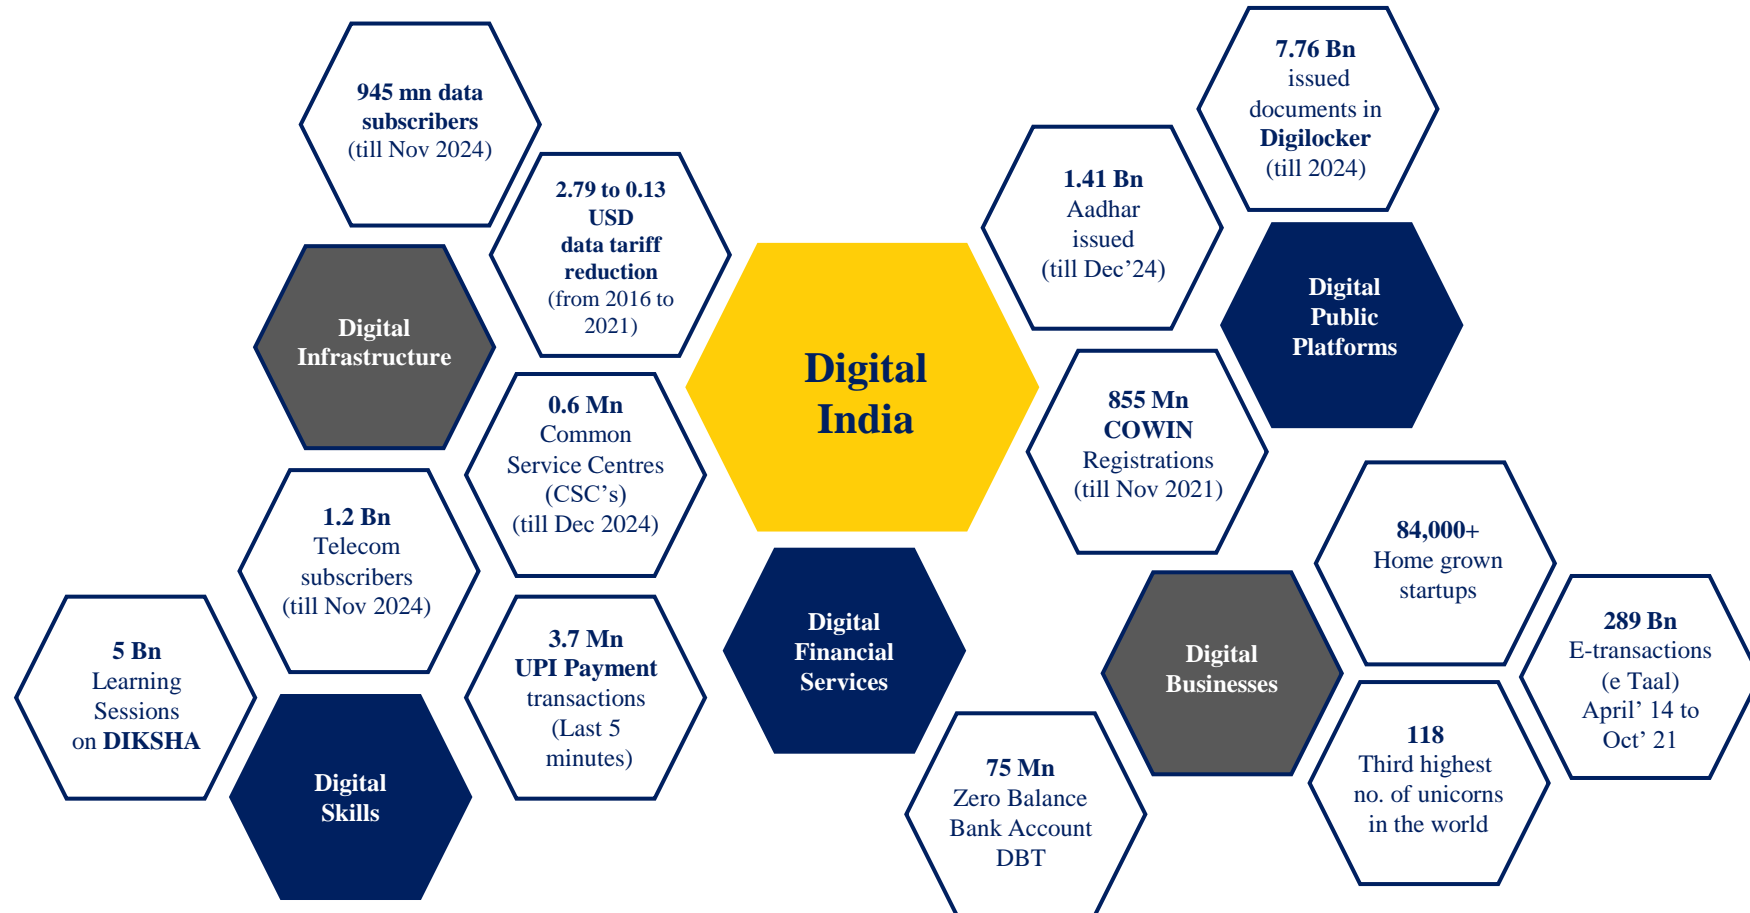 945 mn data
subscribers
(till Nov 2024)
2.79 to 0.13
USD
data tariff
reduction
(from 2016 to
2021)
Digital
Infrastructure
0.6 Mn
Common
Service Centres
(CSC’s)
(till Dec 2024)
1.2 Bn
Telecom
subscribers
(till Nov 2024)
5 Bn
Learning
Sessions
on DIKSHA
Digital
Skills
3.7 Mn
UPI Payment
transactions
(Last 5
minutes)
Digital
India
Digital
Financial
Services
75 Mn
Zero Balance
Bank Account
DBT
7.76 Bn
issued
documents in
Digilocker
(till 2024)
1.41 Bn
Aadhar
issued
(till Dec’24)
Digital
Public
Platforms
855 Mn
COWIN
Registrations
(till Nov 2021)
84,000+
Home grown
startups
Digital
Businesses
289 Bn
E-transactions
(e Taal)
April’ 14 to
Oct’ 21
118
Third highest
no. of unicorns
in the world